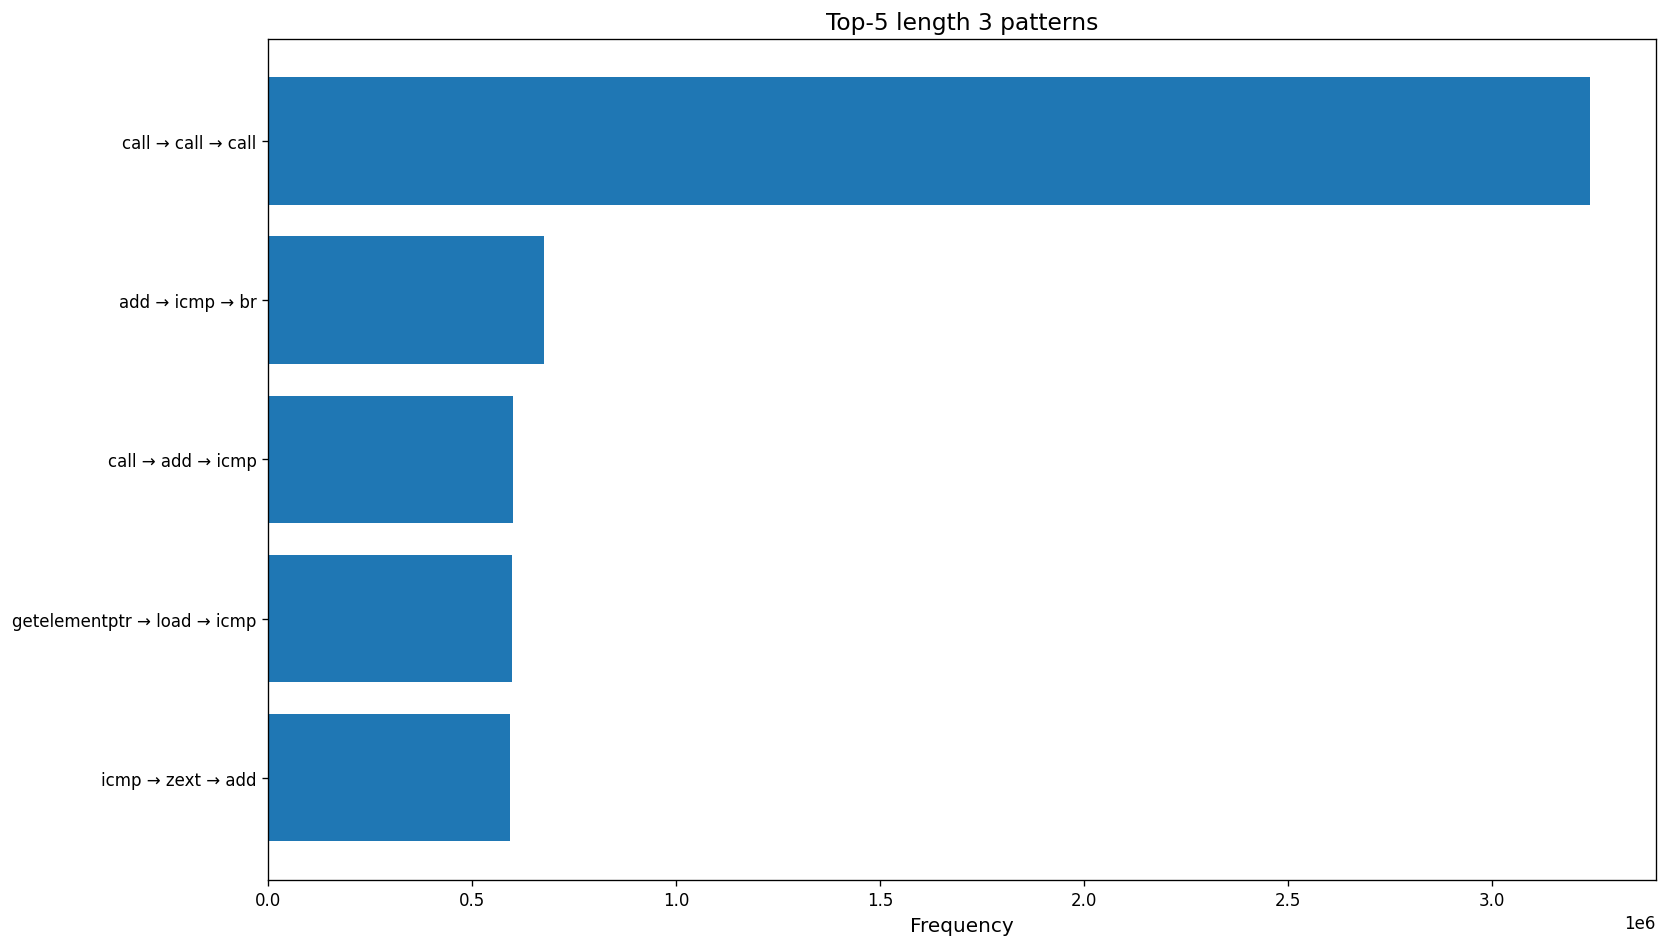 Top-5 length 3 patterns
call → call → call
add → icmp → br
call → add → icmp
getelementptr → load → icmp
icmp → zext → add
0.0 0.5 1.0 1.5 2.0 2.5 3.0
Frequency
1e6